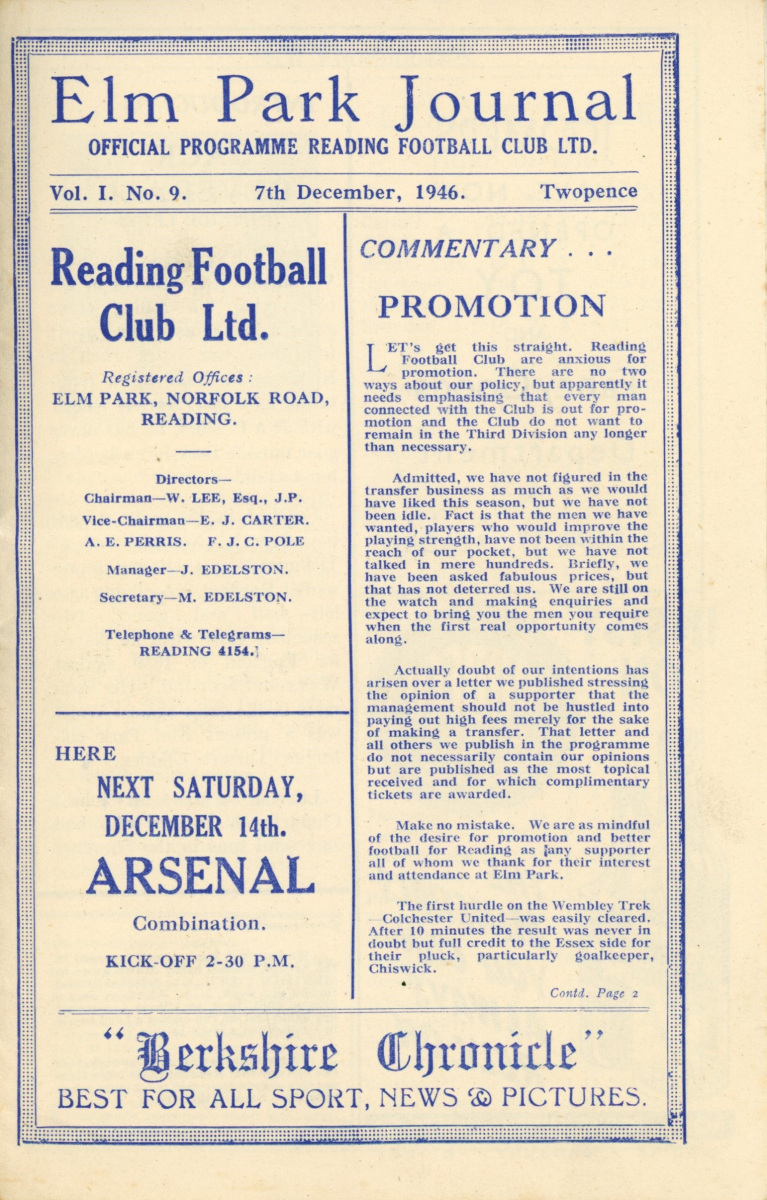 Elm Park Journal
OFFICIAL PROGRAMME READING FOOTBALL CLUB LTD.
Vol. I. No. 9. 7th December, 1946. Twopence
Reading Football
Club Ltd.
Registered Offices :
ELM PARK, NORFOLK ROAD,
READING.
Directors—
Chairman—W. LEE, Esq., J.P.
Vice-Chairman—E. J. CARTER.
A. E. PERRIS. F. J. C. POLE
Manager—J. EDELSTON.
Secretary—M. EDELSTON.
Telephone & Telegrams—
READING 4154.
HERE
NEXT SATURDAY,
DECEMBER 14th.
ARSENAL
Combination.
KICK-OFF 2-30 P.M.
COMMENTARY . . .
PROMOTION
LET's get this straight. Reading
Football Club are anxious for
promotion. There are no two
ways about our policy, but apparently it
needs emphasising that every man
connected with the Club is out for pro-
motion and the Club do not want to
remain in the Third Division any longer
than necessary.
Admitted, we have not figured in the
transfer business as much as we would
have liked this season, but we have not
been idle. Fact is that the men we have
wanted, players who would improve the
playing strength, have not been within the
reach of our pocket, but we have not
talked in mere hundreds. Briefly, we
have been asked fabulous prices, but
that has not deterred us. We are still on
the watch and making enquiries and
expect to bring you the men you require
when the first real opportunity comes
along.
Actually doubt of our intentions has
arisen over a letter we published stressing
the opinion of a supporter that the
management should not be hustled into
paying out high fees merely for the sake
of making a transfer. That letter and
all others we publish in the programme
do not necessarily contain our opinions
but are published as the most topical
received and for which complimentary
tickets are awarded.
Make no mistake. We are as mindful
of the desire for promotion and better
football for Reading as any supporter
all of whom we thank for their interest
and attendance at Elm Park.
The first hurdle on the Wembley Trek
—Colchester United—was easily cleared.
After 10 minutes the result was never in
doubt but full credit to the Essex side for
their pluck, particularly goalkeeper,
Chiswick.
Contd. Page 2
"Berkshire Chronicle"
BEST FOR ALL SPORT, NEWS & PICTURES.